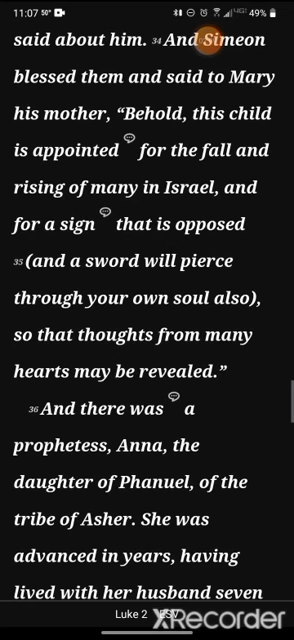 11:07 50° 49%
said about him. 34 And Simeon
blessed them and said to Mary
his mother, “Behold, this child
is appointed for the fall and
rising of many in Israel, and
for a sign that is opposed
35 (and a sword will pierce
through your own soul also),
so that thoughts from many
hearts may be revealed.”
36 And there was a
prophetess, Anna, the
daughter of Phanuel, of the
tribe of Asher. She was
advanced in years, having
lived with her husband seven
Luke 2 ESV
XRecorder